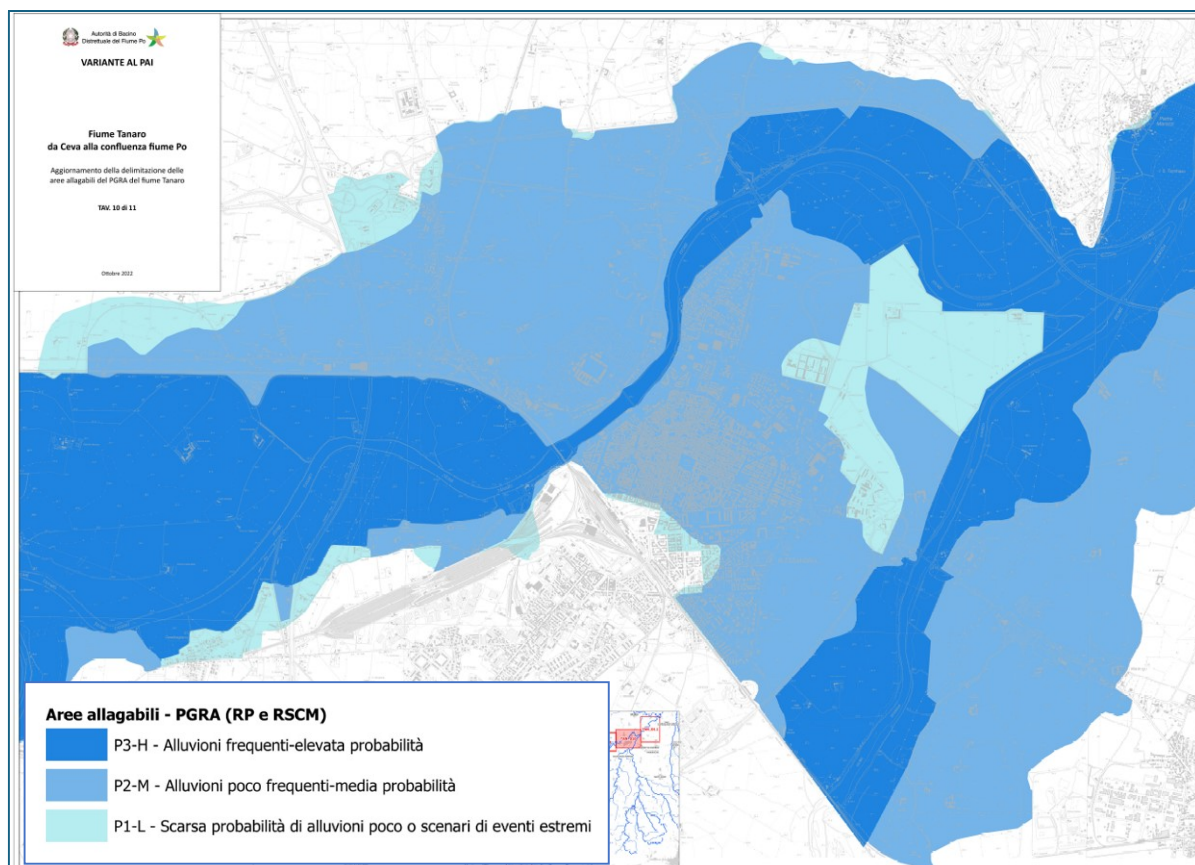 Autorità di Bacino
Distrettuale del Fiume Po
VARIANTE AL PAI
Fiume Tanaro
da Ceva alla confluenza fiume Po
Aggiornamento della delimitazione delle
aree allagabili del PGRA del fiume Tanaro
TAV. 10 di 11
Ottobre 2022
Aree allagabili - PGRA (RP e RSCM)
P3-H - Alluvioni frequenti-elevata probabilità
P2-M - Alluvioni poco frequenti-media probabilità
P1-L - Scarsa probabilità di alluvioni poco o scenari di eventi estremi